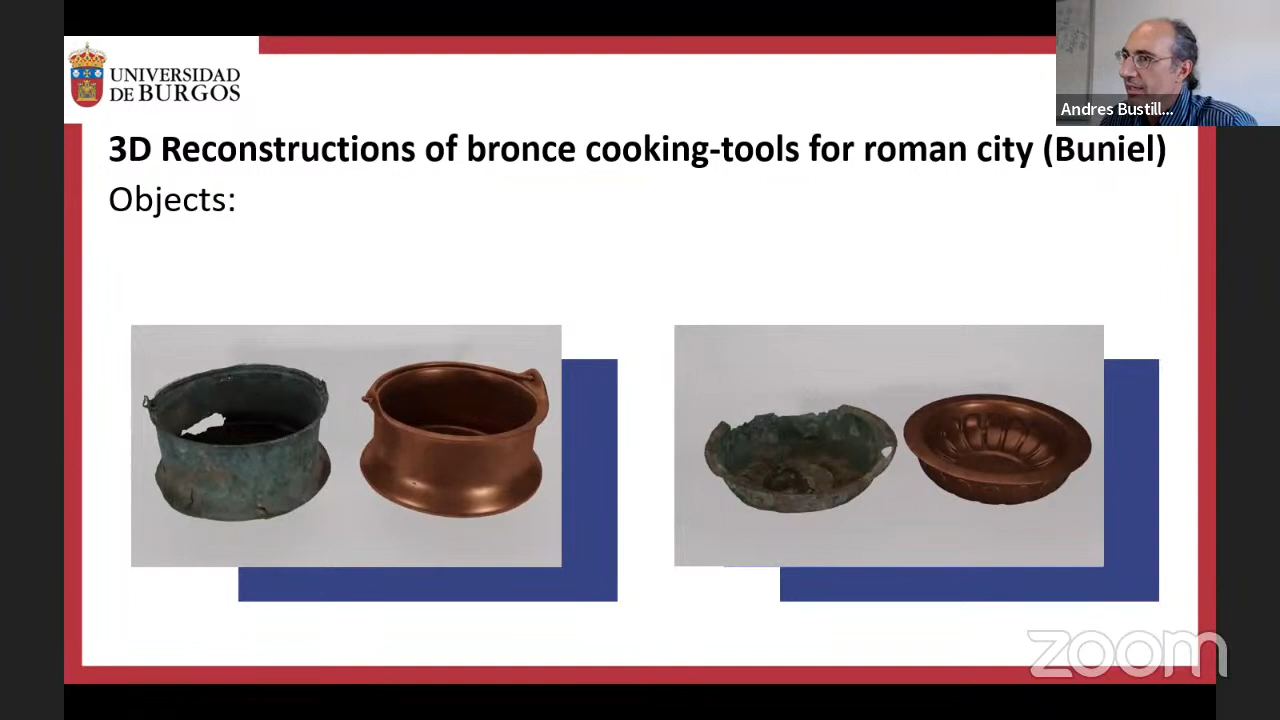 UNIVERSIDAD
DE BURGOS
Andres Bustill...
3D Reconstructions of bronce cooking-tools for roman city (Buniel)
Objects:
zoom